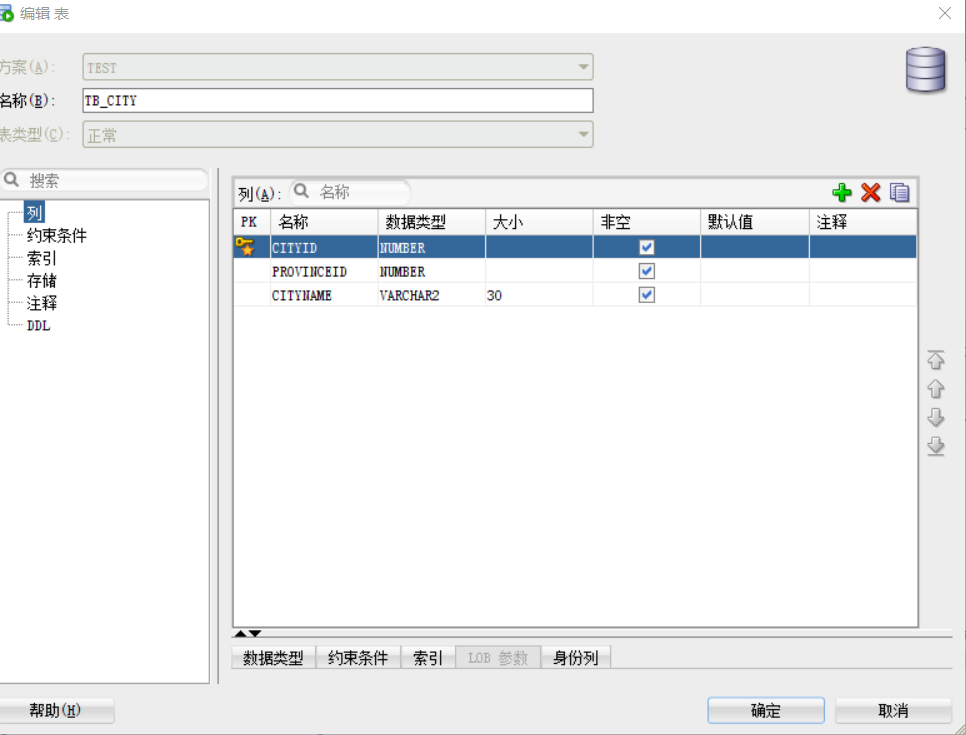 编辑 表
方案(A): TEST
名称(B): TB_CITY
表类型(C): 正常
搜索
列
约束条件
索引
存储
注释
DDL
列(A): 名称
PK 名称 数据类型 大小 非空 默认值 注释
CITYID NUMBER
PROVINCEID NUMBER
CITYNAME VARCHAR2 30
数据类型 约束条件 索引 LOB 参数 身份列
帮助(H) 确定 取消